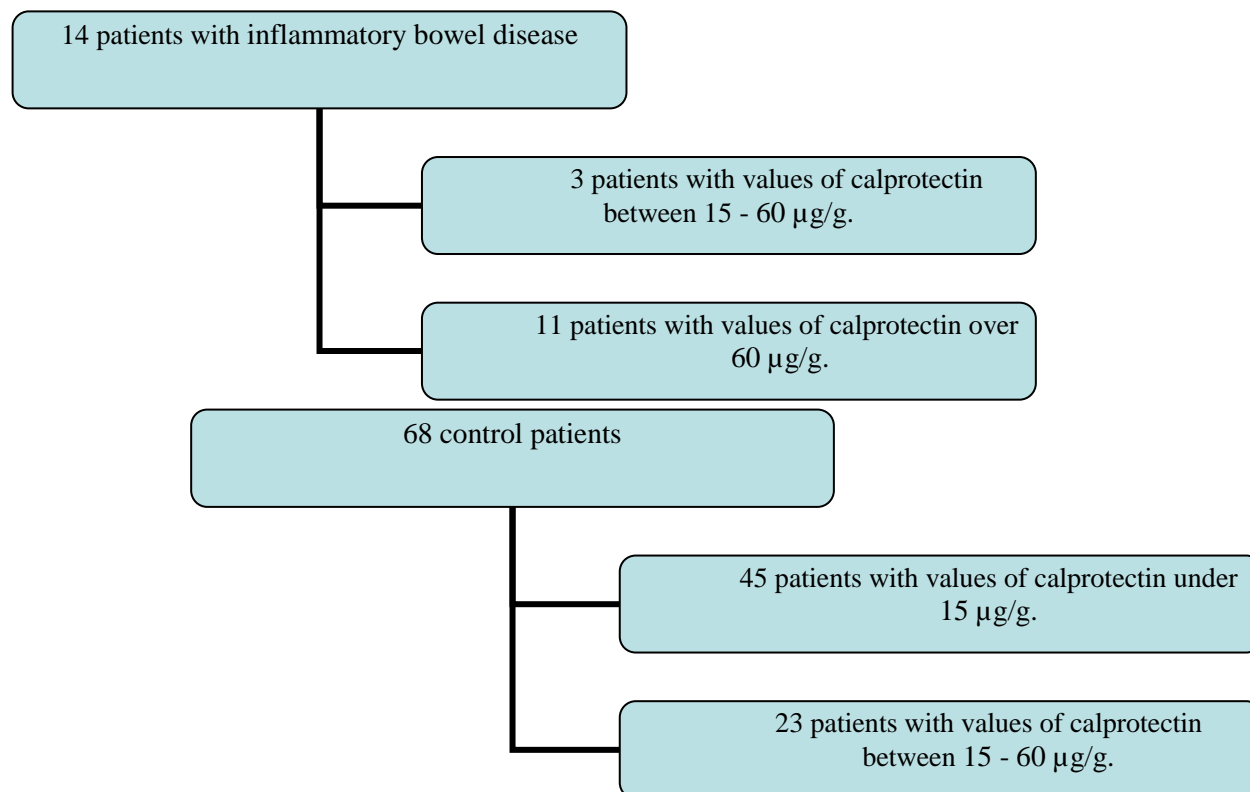 14 patients with inflammatory bowel disease
3 patients with values of calprotectin
between 15 - 60 µg/g.
11 patients with values of calprotectin over
60 µg/g.
68 control patients
45 patients with values of calprotectin under
15 µg/g.
23 patients with values of calprotectin
between 15 - 60 µg/g.